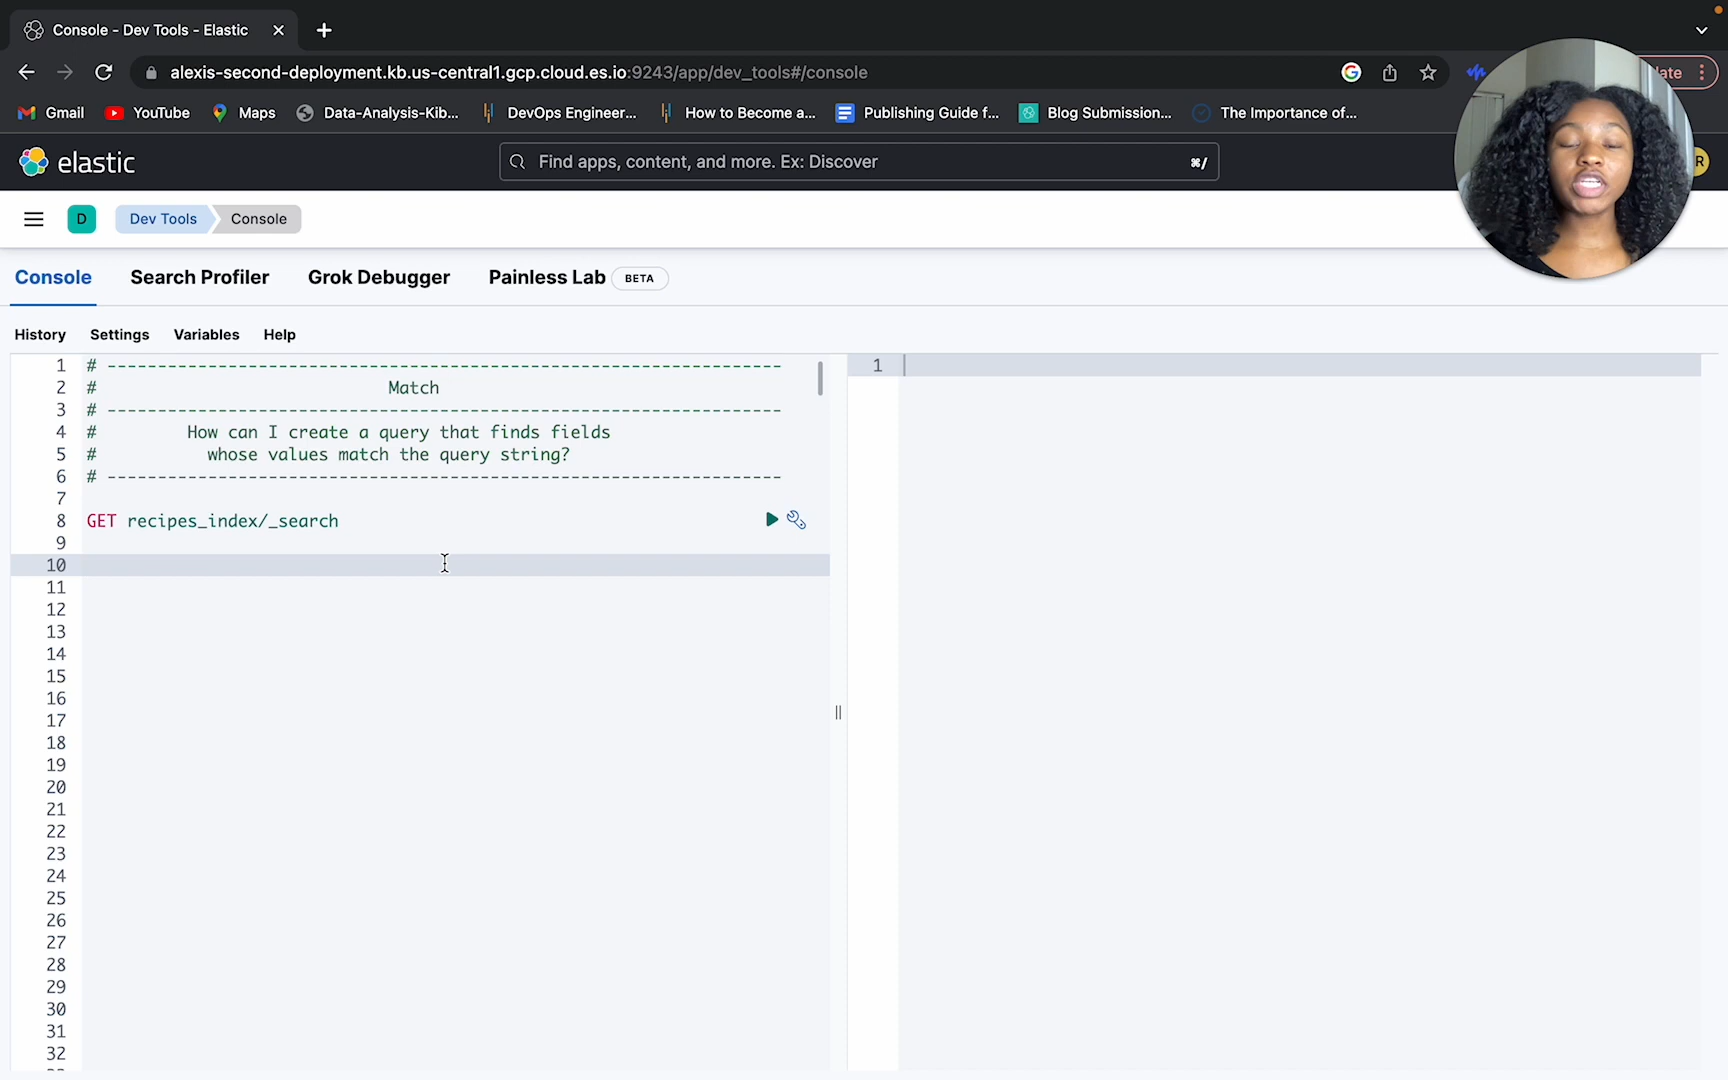 Console - Dev Tools - Elastic
alexis-second-deployment.kb.us-central1.gcp.cloud.es.io:9243/app/dev_tools#/console
Gmail YouTube Maps Data-Analysis-Kib... DevOps Engineer... How to Become a... Publishing Guide f... Blog Submission... The Importance of...
elastic
Find apps, content, and more. Ex: Discover
⌘/
R
D
Dev Tools
Console
Console Search Profiler Grok Debugger Painless Lab BETA
History Settings Variables Help
1 # -------------------------------------------------------------------
2 # Match
3 # -------------------------------------------------------------------
4 # How can I create a query that finds fields
5 # whose values match the query string?
6 # -------------------------------------------------------------------
7
8 GET recipes_index/_search
9
10
11
12
13
14
15
16
17
18
19
20
21
22
23
24
25
26
27
28
29
30
31
32
1